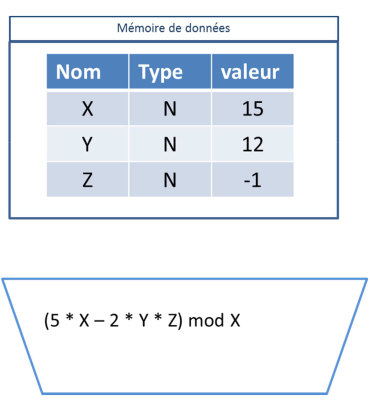 Mémoire de données
Nom Type valeur
X N 15
Y N 12
Z N -1
(5 * X – 2 * Y * Z) mod X